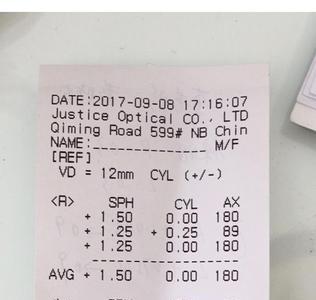 DATE:2017-09-08 17:16:07
Justice Optical CO., LTD
Qiming Road 599# NB Chin
NAME:______________ M/F
[REF]
VD = 12mm CYL (+/-)
<R> SPH CYL AX
+ 1.50 0.00 180
+ 1.25 + 0.25 89
+ 1.25 0.00 180
--------------------
AVG + 1.50 0.00 180